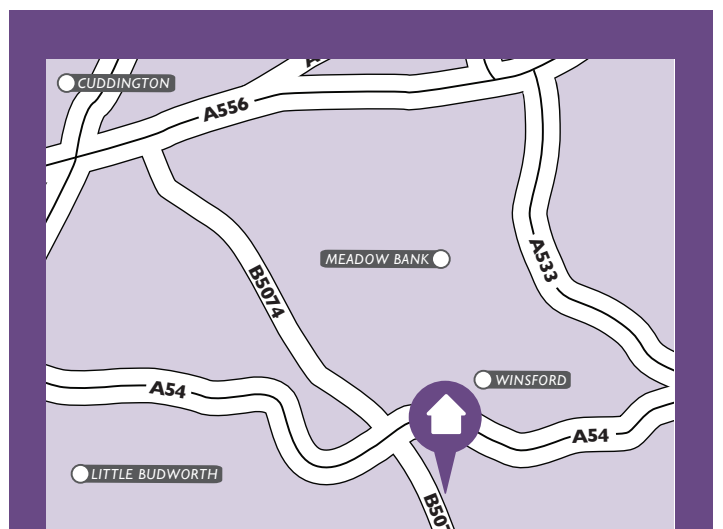 CUDDINGTON
A556
MEADOW BANK
A533
B5074
WINSFORD
A54
A54
LITTLE BUDWORTH